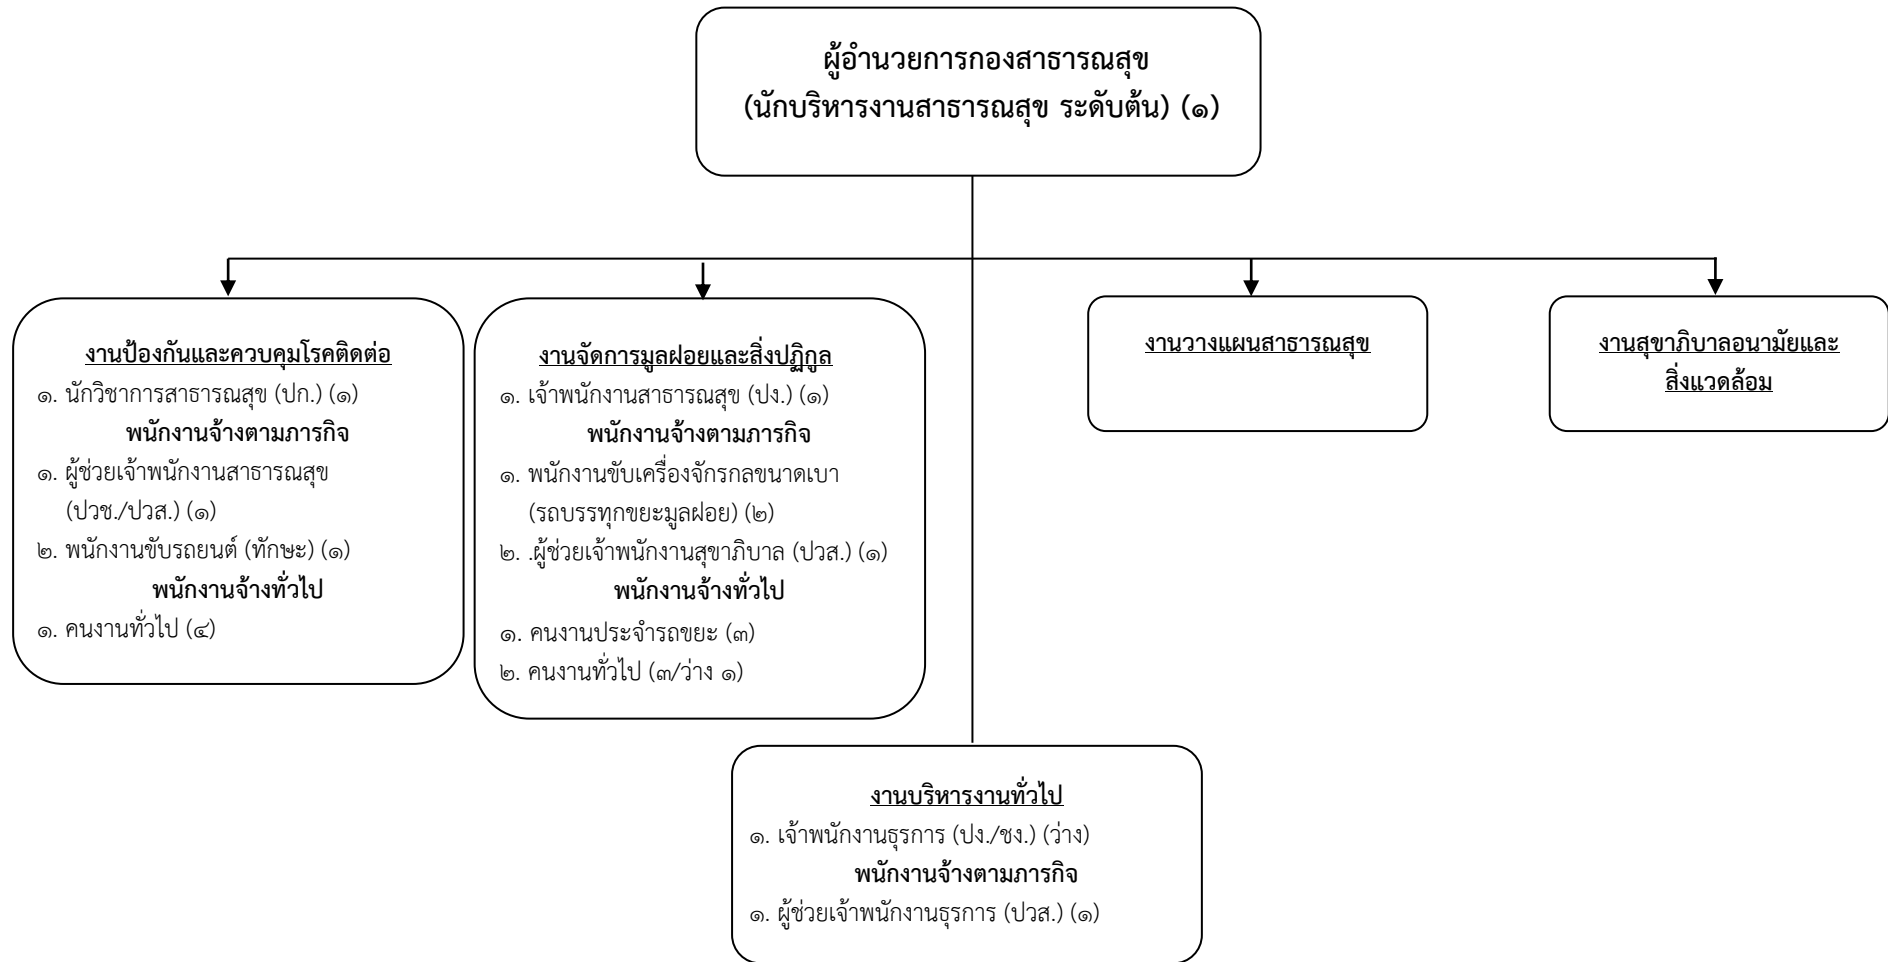 ผู้อำนวยการกองสาธารณสุข
(นักบริหารงานสาธารณสุข ระดับต้น) (๑)
งานป้องกันและควบคุมโรคติดต่อ
๑. นักวิชาการสาธารณสุข (ปก.) (๑)
พนักงานจ้างตามภารกิจ
๑. ผู้ช่วยเจ้าพนักงานสาธารณสุข
(ปวช./ปวส.) (๑)
๒. พนักงานขับรถยนต์ (ทักษะ) (๑)
พนักงานจ้างทั่วไป
๑. คนงานทั่วไป (๔)
งานจัดการมูลฝอยและสิ่งปฏิกูล
๑. เจ้าพนักงานสาธารณสุข (ปง.) (๑)
พนักงานจ้างตามภารกิจ
๑. พนักงานขับเครื่องจักรกลขนาดเบา
(รถบรรทุกขยะมูลฝอย) (๒)
๒. .ผู้ช่วยเจ้าพนักงานสุขาภิบาล (ปวส.) (๑)
พนักงานจ้างทั่วไป
๑. คนงานประจำรถขยะ (๓)
๒. คนงานทั่วไป (๓/ว่าง ๑)
งานวางแผนสาธารณสุข
งานสุขาภิบาลอนามัยและ
สิ่งแวดล้อม
งานบริหารงานทั่วไป
๑. เจ้าพนักงานธุรการ (ปง./ชง.) (ว่าง)
พนักงานจ้างตามภารกิจ
๑. ผู้ช่วยเจ้าพนักงานธุรการ (ปวส.) (๑)